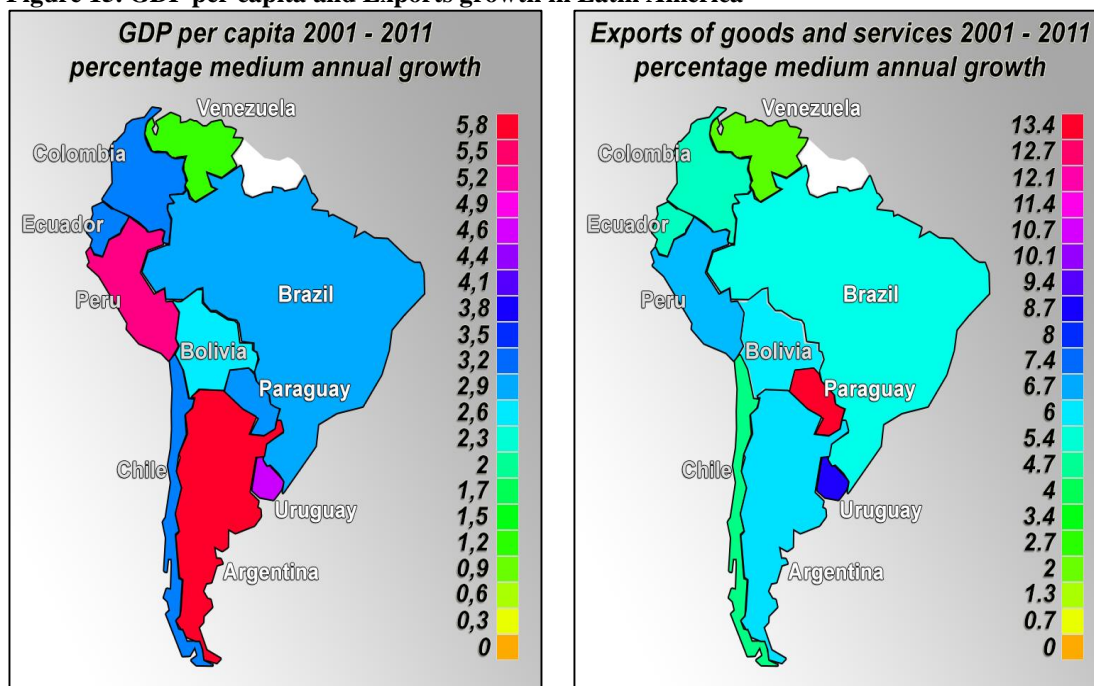 Figure 15. GDP per capita and Exports growth in Latin America
GDP per capita 2001 - 2011
percentage medium annual growth
Venezuela
Colombia
Ecuador
Peru
Brazil
Bolivia
Paraguay
Chile
Uruguay
Argentina
5,8
5,5
5,2
4,9
4,6
4,4
4,1
3,8
3,5
3,2
2,9
2,6
2,3
2
1,7
1,5
1,2
0,9
0,6
0,3
0
Exports of goods and services 2001 - 2011
percentage medium annual growth
Venezuela
Colombia
Ecuador
Peru
Brazil
Bolivia
Paraguay
Chile
Uruguay
Argentina
13.4
12.7
12.1
11.4
10.7
10.1
9.4
8.7
8
7.4
6.7
6
5.4
4.7
4
3.4
2.7
2
1.3
0.7
0